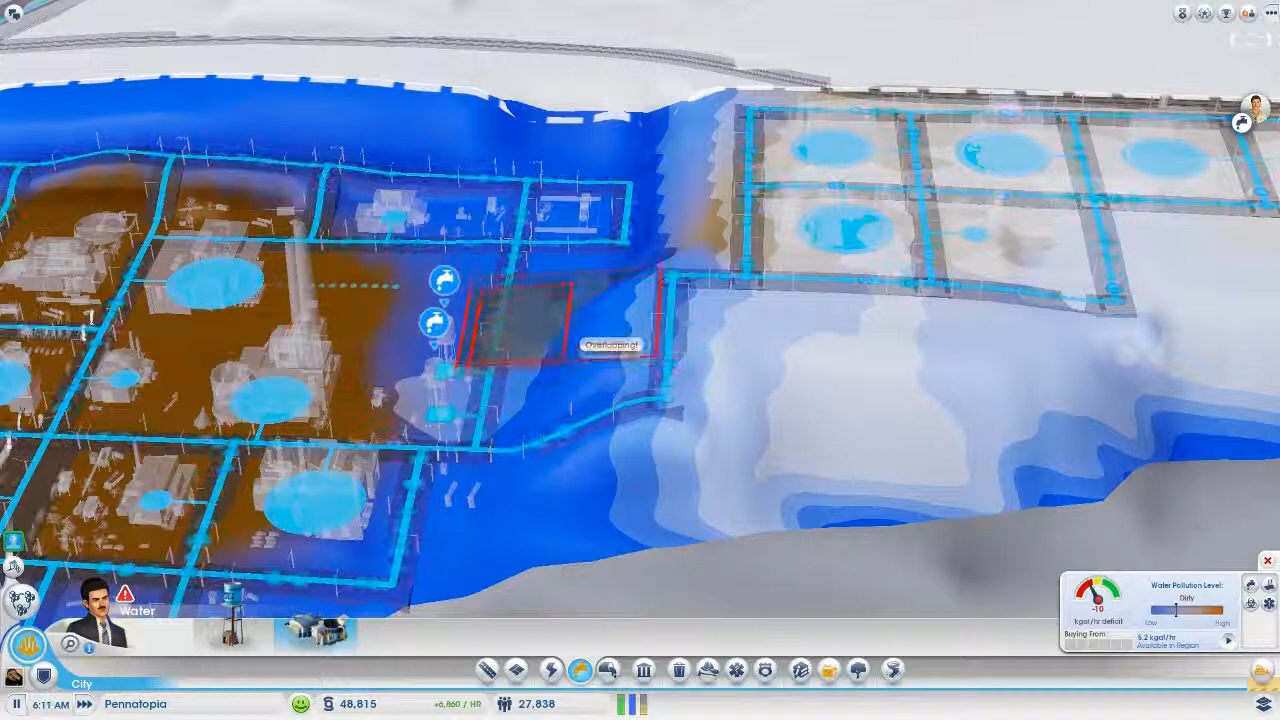 Overlapping!
Water
-10
kgal/hr deficit
Water Pollution Level:
Dirty
Low
High
Buying From:
5.2 kgal/hr
Available in Region
City
6:11 AM
Pennatopia
48,815
+6,860 / HR
27,838